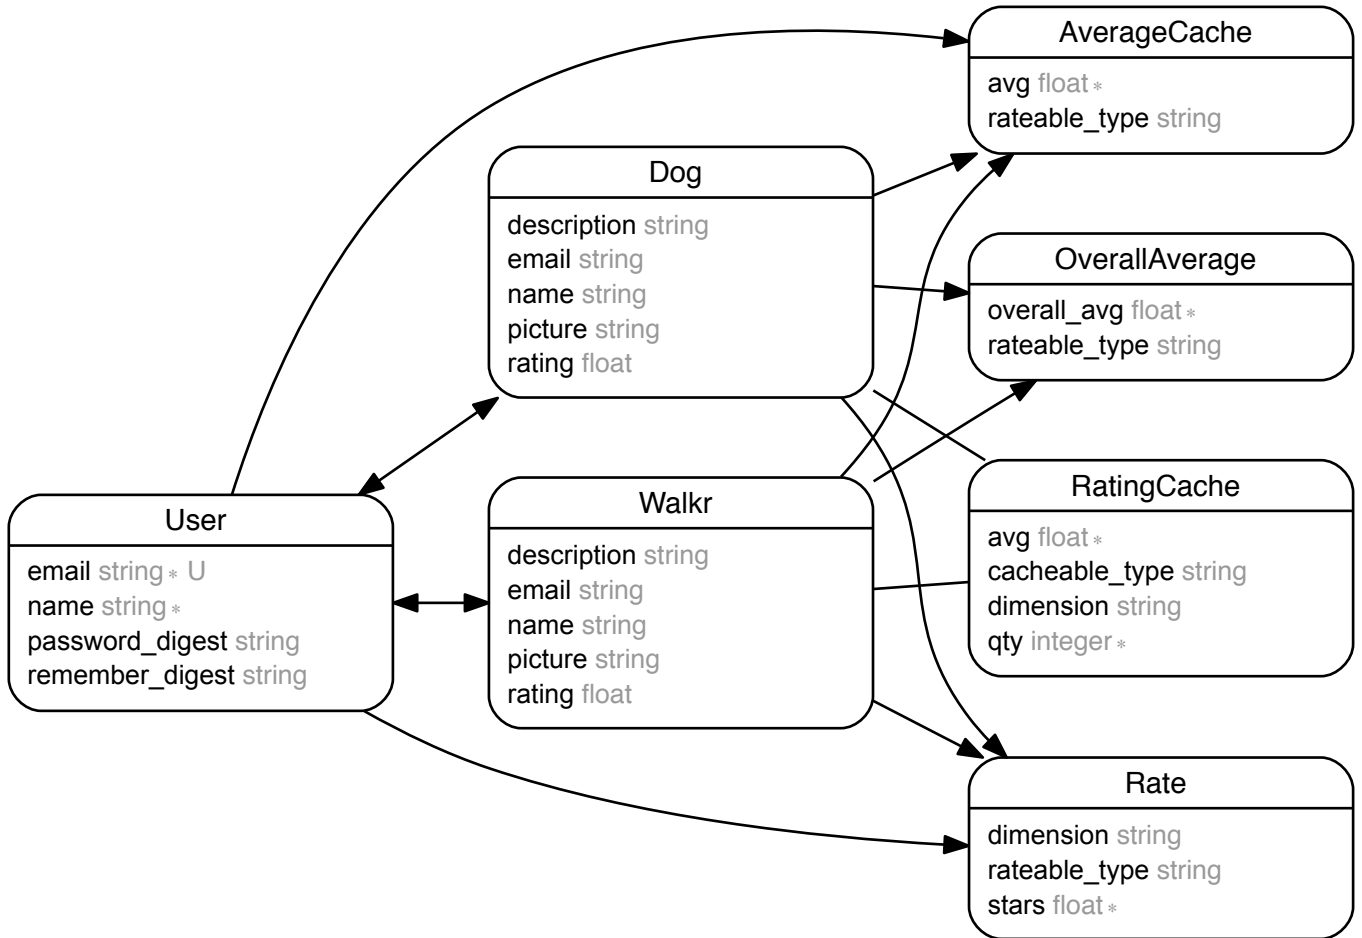 AverageCache
avg float *
rateable_type string
Dog
description string
email string
name string
picture string
rating float
OverallAverage
overall_avg float *
rateable_type string
User
email string * U
name string *
password_digest string
remember_digest string
Walkr
description string
email string
name string
picture string
rating float
RatingCache
avg float *
cacheable_type string
dimension string
qty integer *
Rate
dimension string
rateable_type string
stars float *